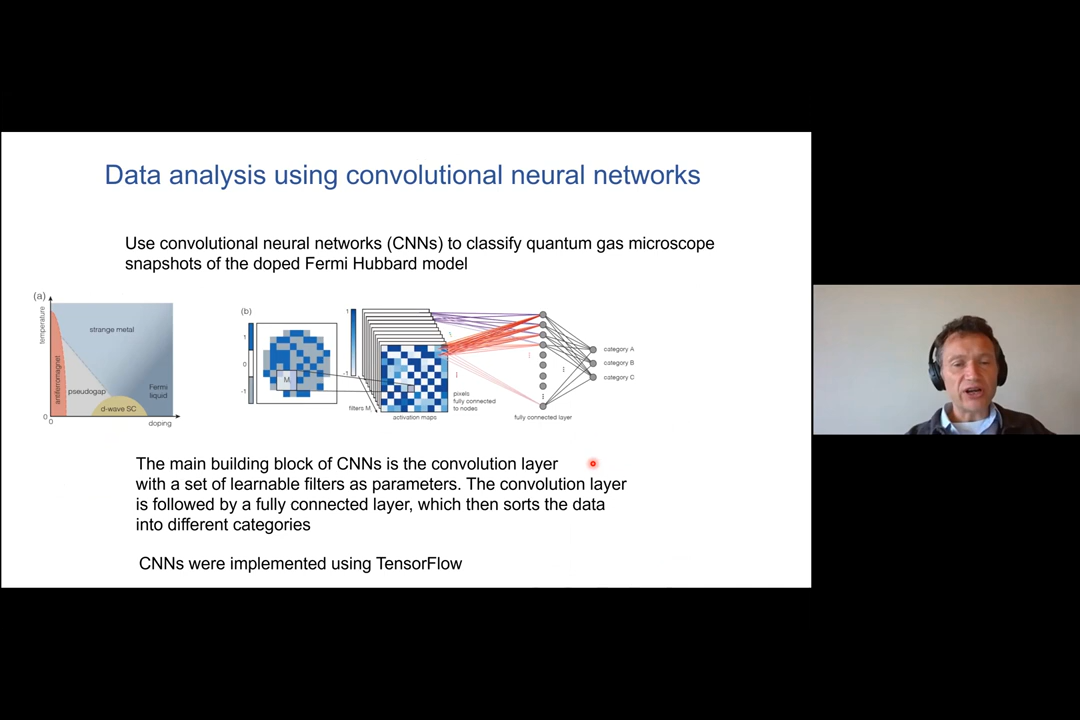 Data analysis using convolutional neural networks
Use convolutional neural networks (CNNs) to classify quantum gas microscope
snapshots of the doped Fermi Hubbard model
(a)
temperature
strange metal
antiferromagnet
pseudogap
Fermi
liquid
d-wave SC
0
0
doping
(b)
1
0
-1
M
1
-1
filters M
activation maps
pixels
fully connected
to nodes
fully connected layer
category A
category B
category C
The main building block of CNNs is the convolution layer
with a set of learnable filters as parameters. The convolution layer
is followed by a fully connected layer, which then sorts the data
into different categories
CNNs were implemented using TensorFlow